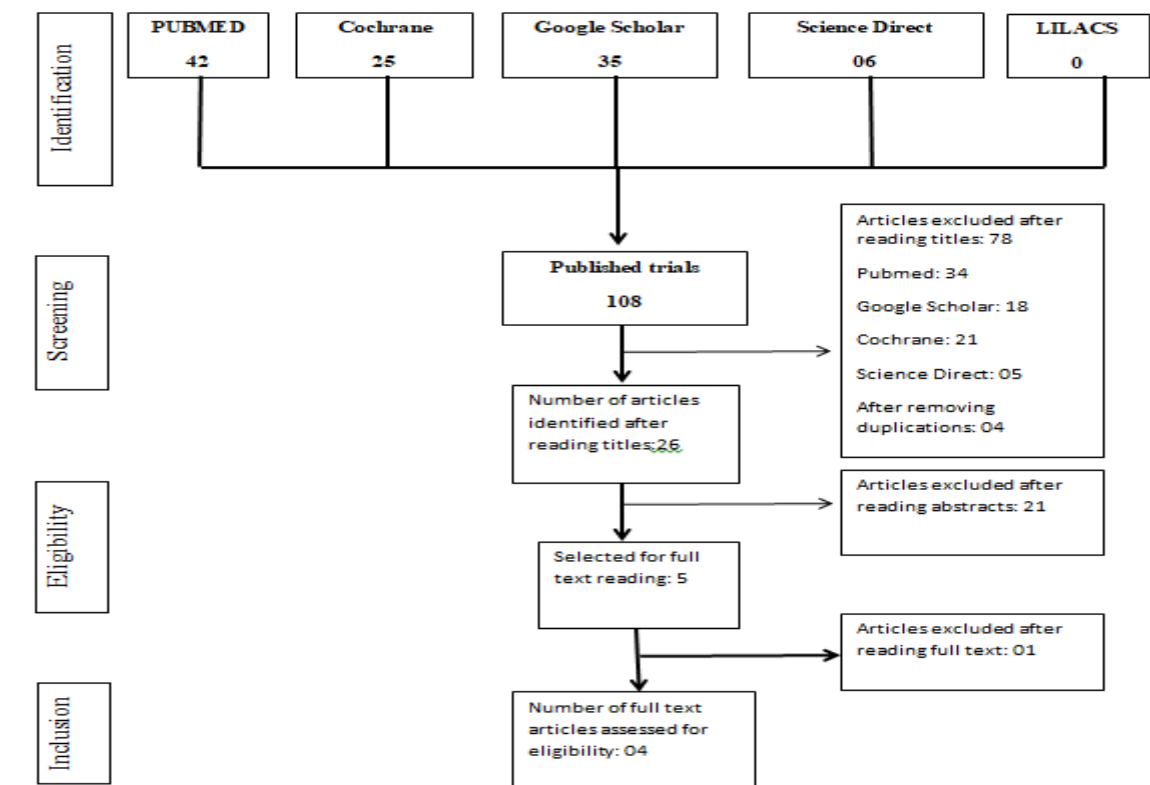 Identification
PUBMED
42
Cochrane
25
Google Scholar
35
Science Direct
06
LILACS
0
Screening
Published trials
108
Articles excluded after
reading titles: 78
Pubmed: 34
Google Scholar: 18
Cochrane: 21
Science Direct: 05
After removing
duplications: 04
Number of articles
identified after
reading titles:26
Eligibility
Articles excluded after
reading abstracts: 21
Selected for full
text reading: 5
Articles excluded after
reading full text: 01
Inclusion
Number of full text
articles assessed for
eligibility: 04